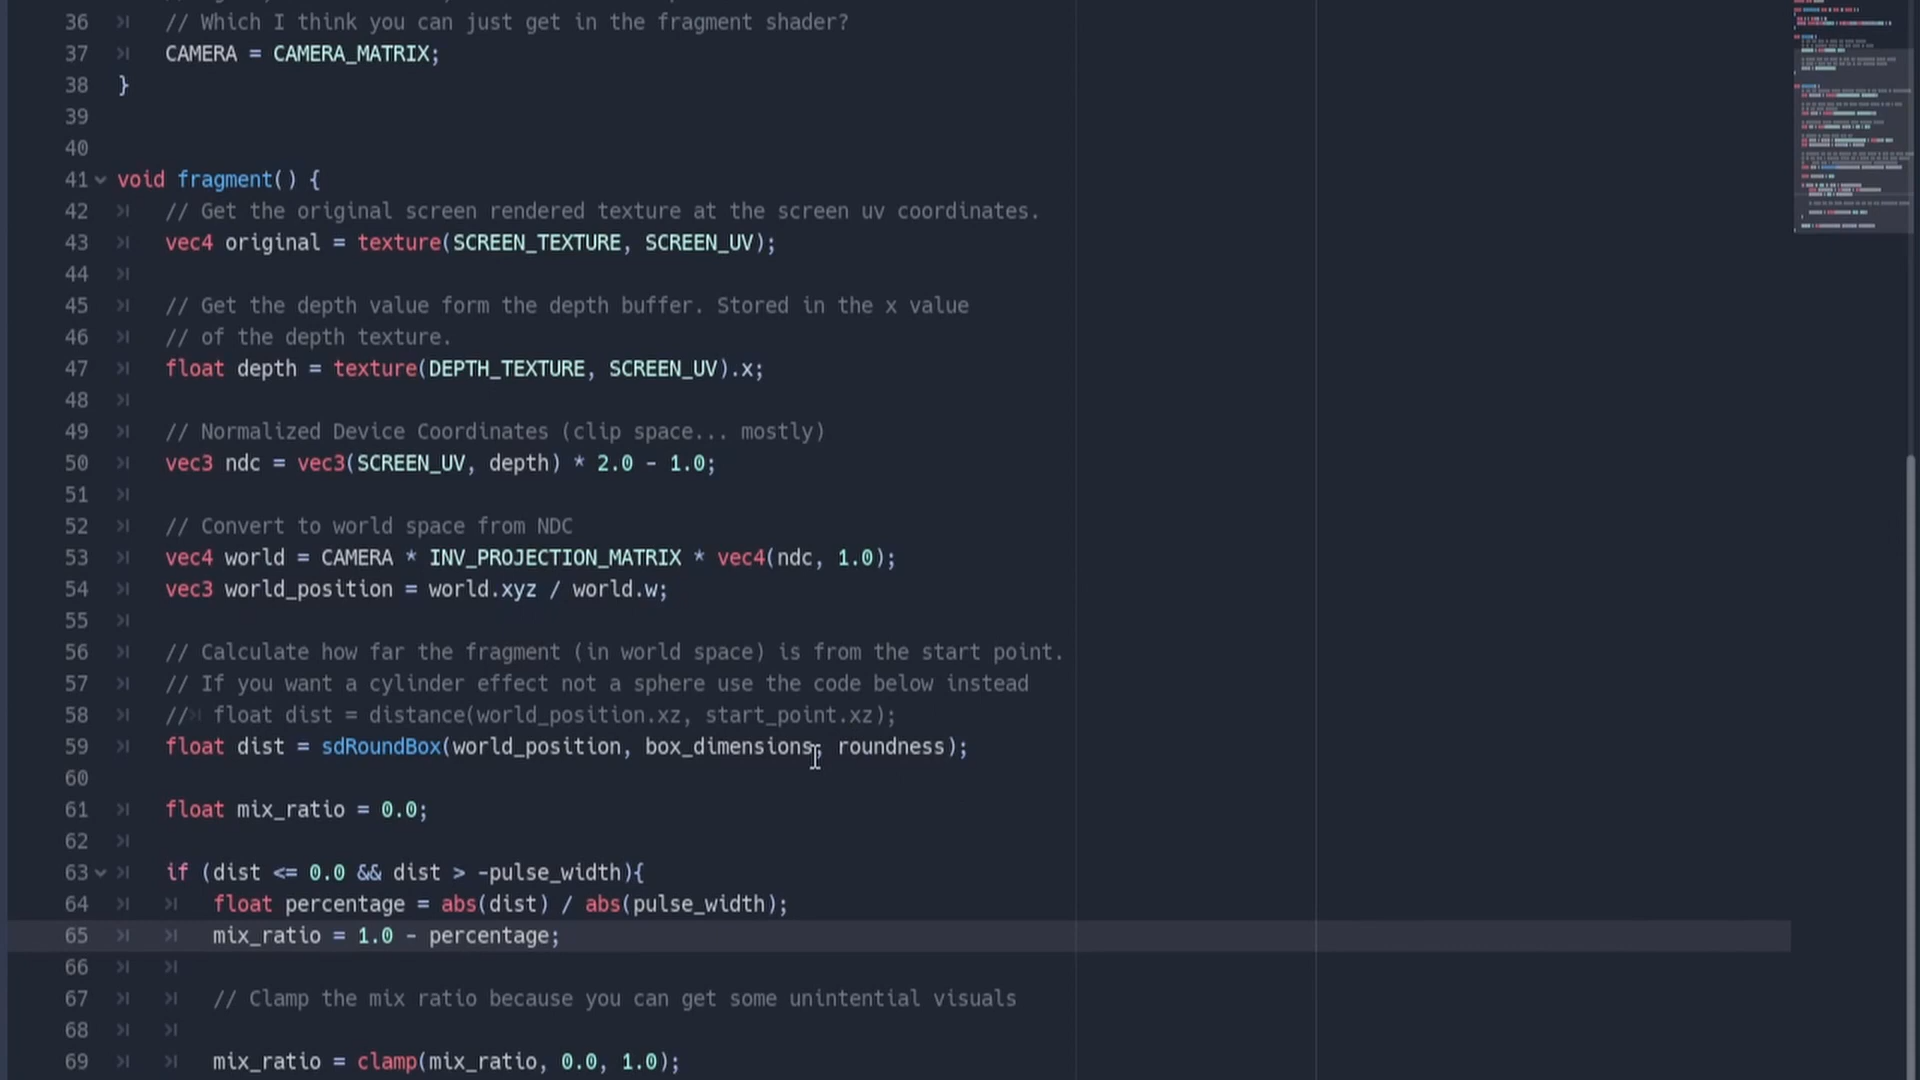 36 // Which I think you can just get in the fragment shader?
37 CAMERA = CAMERA_MATRIX;
38 }
39
40
41 void fragment() {
42 // Get the original screen rendered texture at the screen uv coordinates.
43 vec4 original = texture(SCREEN_TEXTURE, SCREEN_UV);
44
45 // Get the depth value form the depth buffer. Stored in the x value
46 // of the depth texture.
47 float depth = texture(DEPTH_TEXTURE, SCREEN_UV).x;
48
49 // Normalized Device Coordinates (clip space... mostly)
50 vec3 ndc = vec3(SCREEN_UV, depth) * 2.0 - 1.0;
51
52 // Convert to world space from NDC
53 vec4 world = CAMERA * INV_PROJECTION_MATRIX * vec4(ndc, 1.0);
54 vec3 world_position = world.xyz / world.w;
55
56 // Calculate how far the fragment (in world space) is from the start point.
57 // If you want a cylinder effect not a sphere use the code below instead
58 // float dist = distance(world_position.xz, start_point.xz);
59 float dist = sdRoundBox(world_position, box_dimensions, roundness);
60
61 float mix_ratio = 0.0;
62
63 if (dist <= 0.0 && dist > -pulse_width){
64 float percentage = abs(dist) / abs(pulse_width);
65 mix_ratio = 1.0 - percentage;
66
67 // Clamp the mix ratio because you can get some unintential visuals
68
69 mix_ratio = clamp(mix_ratio, 0.0, 1.0);